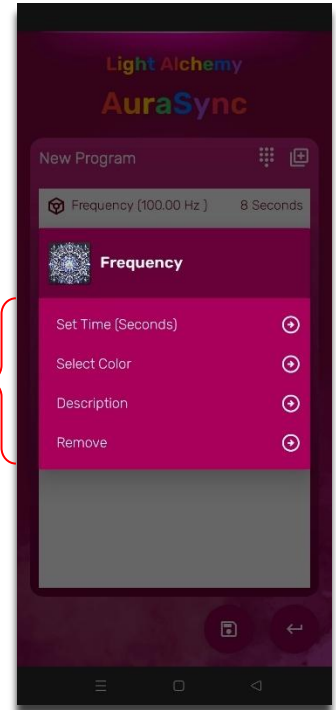 Light Alchemy
AuraSync
New Program
Frequency (100.00 Hz ) 8 Seconds
Frequency
Set Time (Seconds)
Select Color
Description
Remove